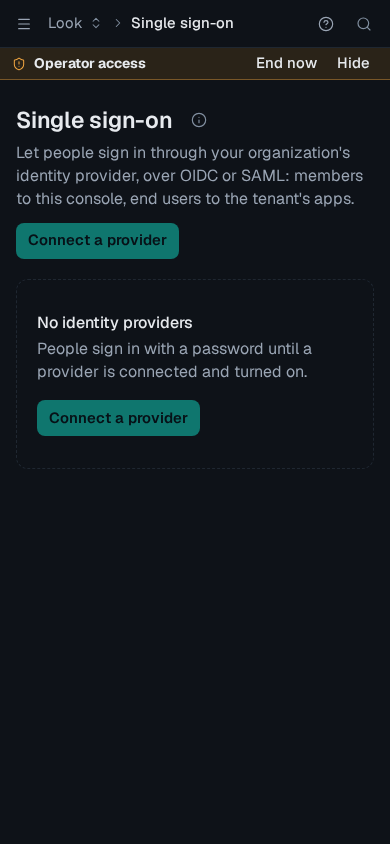 Look > Single sign-on
Operator access End now Hide
Single sign-on
Let people sign in through your organization's
identity provider, over OIDC or SAML: members
to this console, end users to the tenant's apps.
Connect a provider
No identity providers
People sign in with a password until a
provider is connected and turned on.
Connect a provider